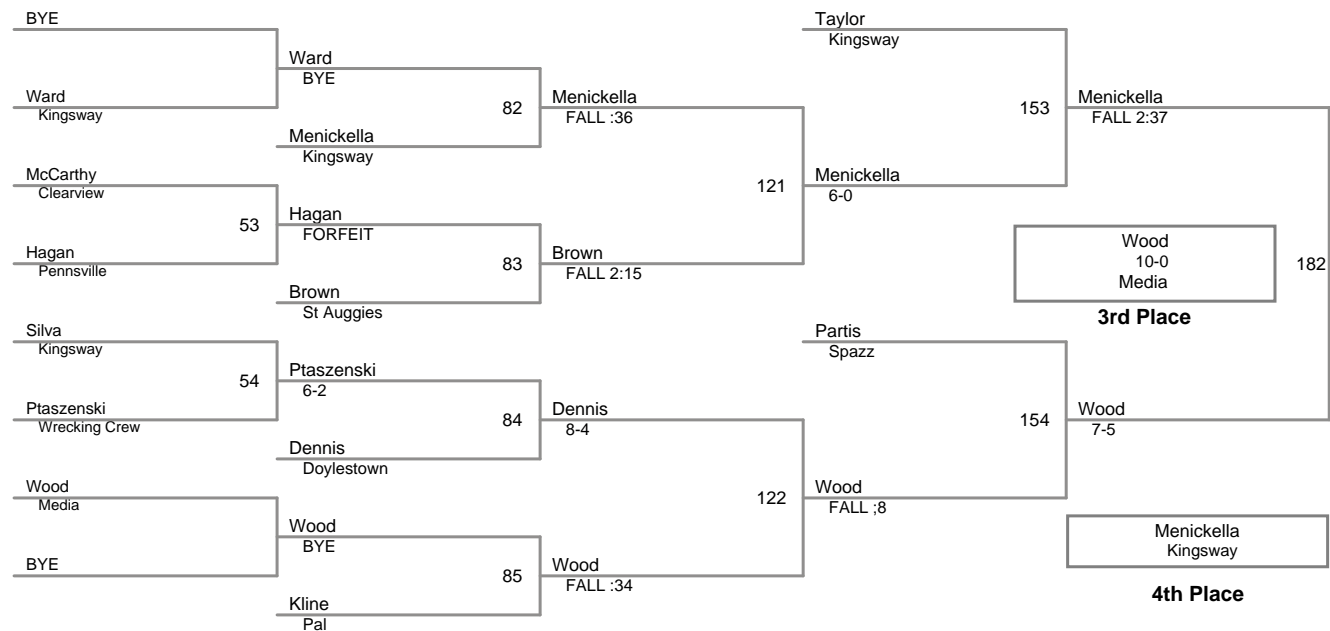 BYE
Ward
Kingsway
McCarthy
Clearview
53
Hagan
Pennsville
Silva
Kingsway
54
Ptaszenski
Wrecking Crew
Wood
Media
BYE
Ward
BYE
82
Menickella
Kingsway
Hagan
FORFEIT
83
Brown
St Auggies
Ptaszenski
6-2
84
Dennis
Doylestown
Wood
BYE
85
Kline
Pal
Menickella
FALL :36
121
Brown
FALL 2:15
Dennis
8-4
122
Wood
FALL :34
Taylor
Kingsway
153
Menickella
6-0
Partis
Spazz
154
Wood
FALL ;8
Menickella
FALL 2:37
182
Wood
7-5
Wood
10-0
Media
3rd Place
Menickella
Kingsway
4th Place